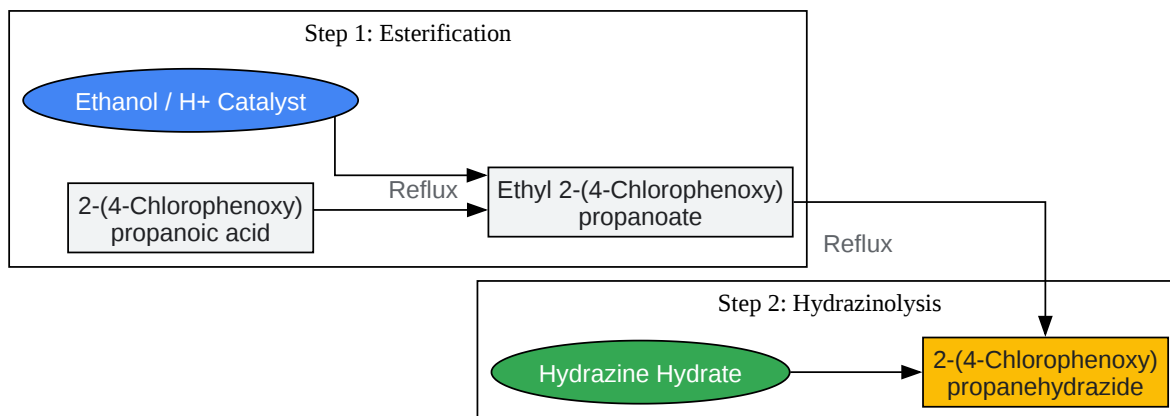 Step 1: Esterification
Ethanol / H+ Catalyst
Reflux
2-(4-Chlorophenoxy)
propanoic acid
Ethyl 2-(4-Chlorophenoxy)
propanoate
Reflux
Step 2: Hydrazinolysis
Hydrazine Hydrate
2-(4-Chlorophenoxy)
propanehydrazide